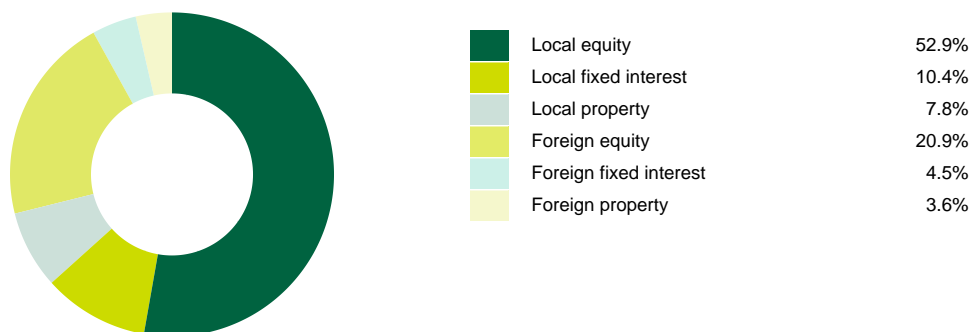 Local equity 52.9%
Local fixed interest 10.4%
Local property 7.8%
Foreign equity 20.9%
Foreign fixed interest 4.5%
Foreign property 3.6%